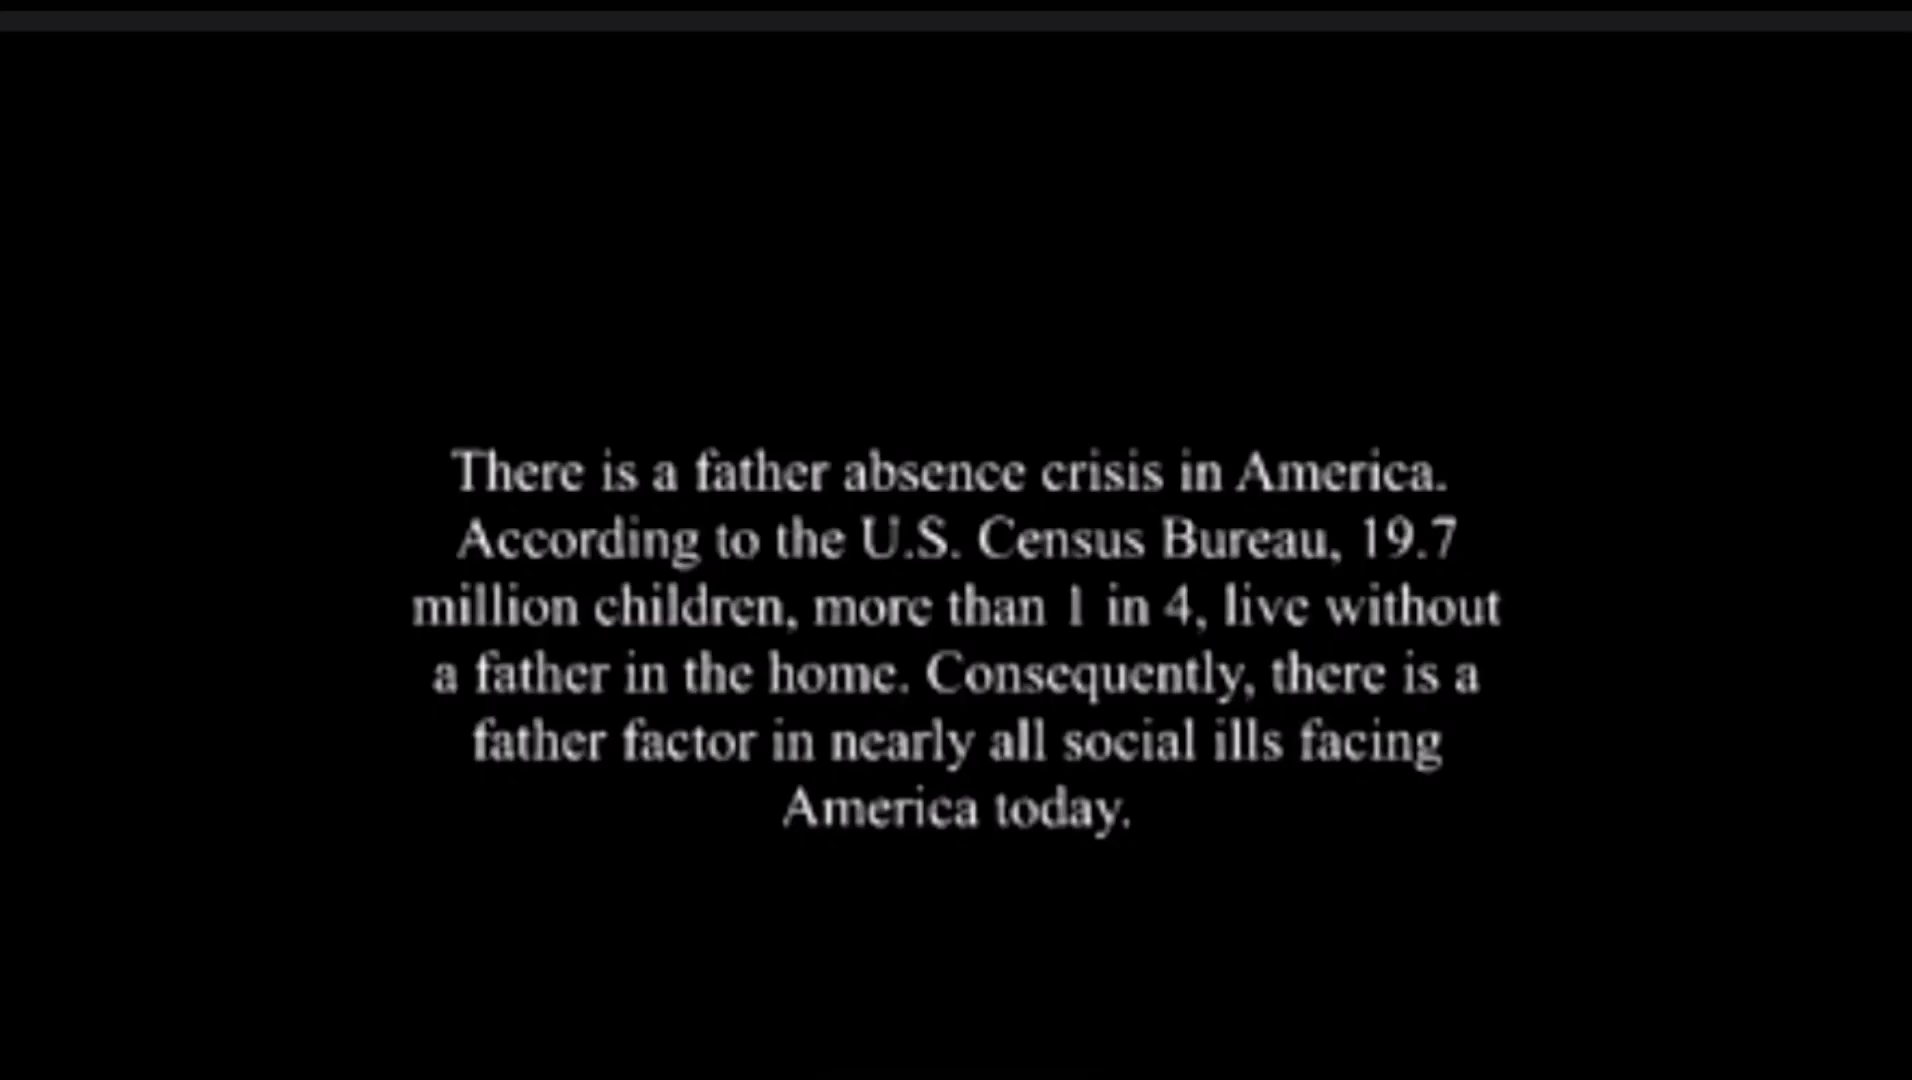 There is a father absence crisis in America.
According to the U.S. Census Bureau, 19.7
million children, more than 1 in 4, live without
a father in the home. Consequently, there is a
father factor in nearly all social ills facing
America today.